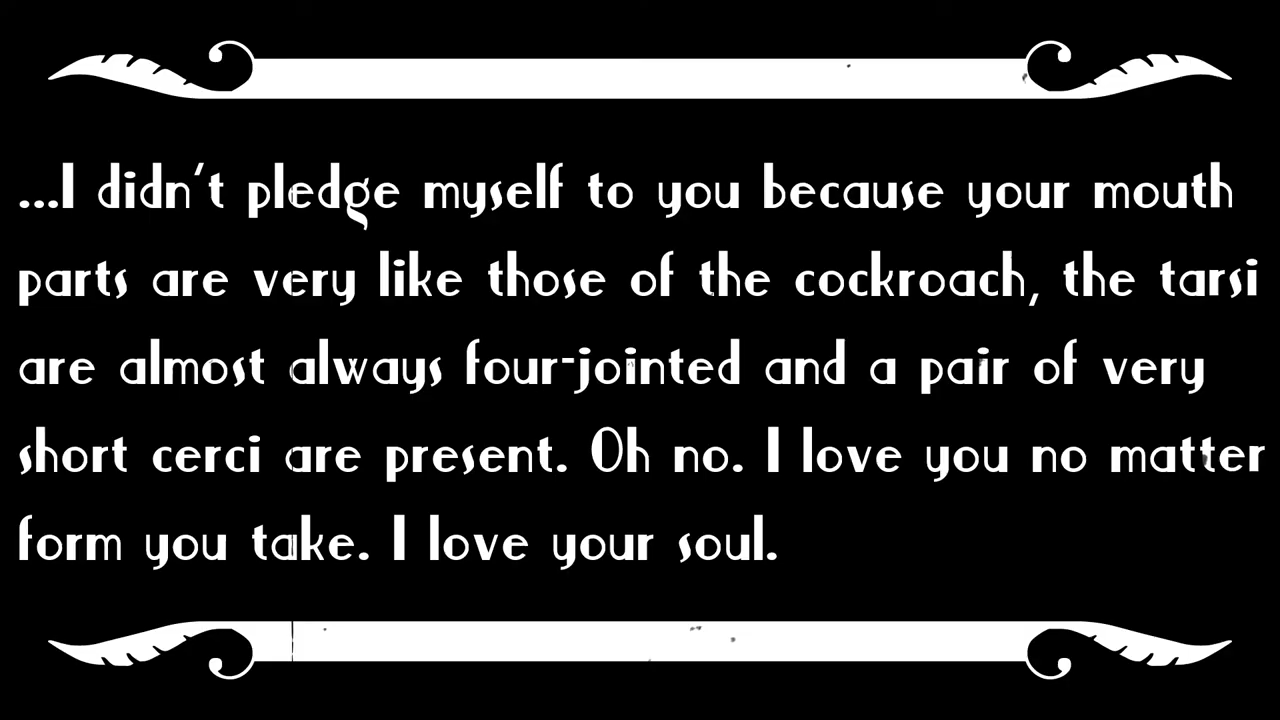 ...I didn't pledge myself to you because your mouth
parts are very like those of the cockroach, the tarsi
are almost always four-jointed and a pair of very
short cerci are present. Oh no. I love you no matter
form you take. I love your soul.